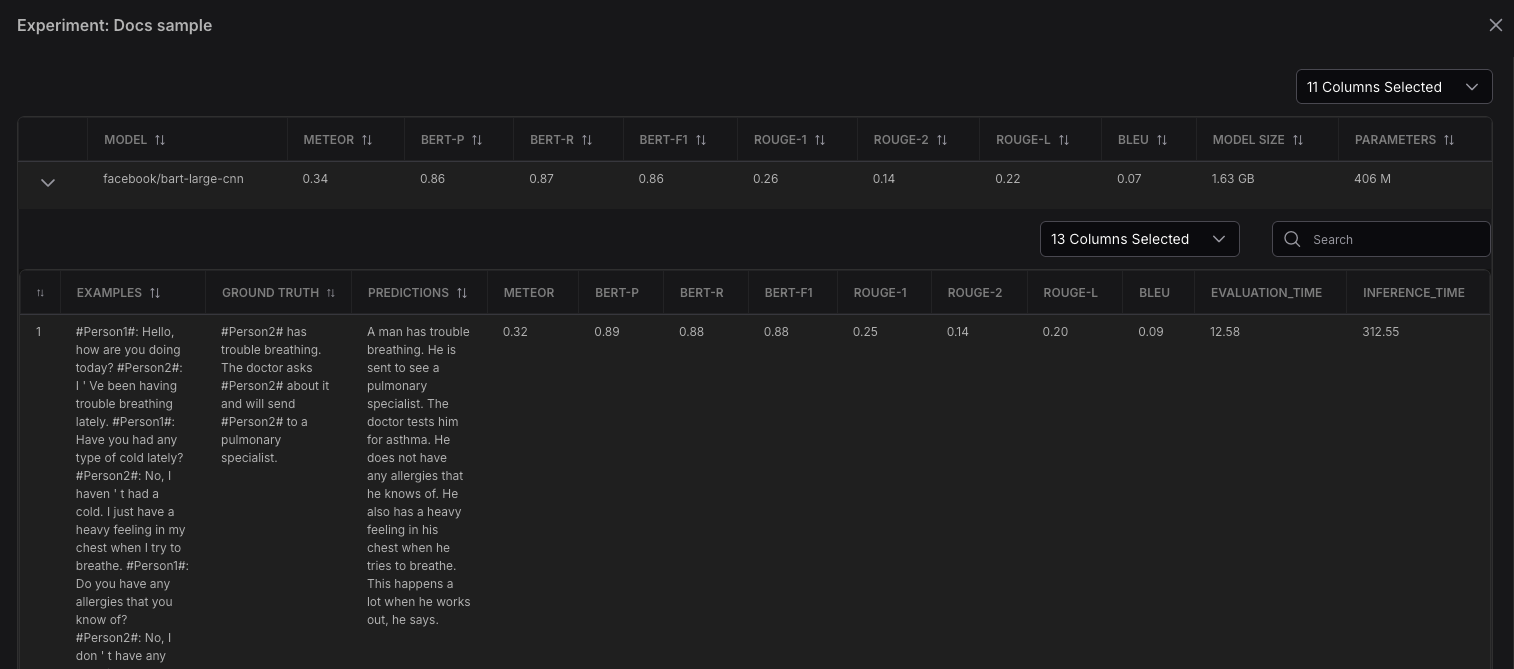 Experiment: Docs sample
11 Columns Selected
MODEL METEOR BERT-P BERT-R BERT-F1 ROUGE-1 ROUGE-2 ROUGE-L BLEU MODEL SIZE PARAMETERS
facebook/bart-large-cnn 0.34 0.86 0.87 0.86 0.26 0.14 0.22 0.07 1.63 GB 406 M
13 Columns Selected
Search
EXAMPLES GROUND TRUTH PREDICTIONS METEOR BERT-P BERT-R BERT-F1 ROUGE-1 ROUGE-2 ROUGE-L BLEU EVALUATION_TIME INFERENCE_TIME
1
#Person1#: Hello,
how are you doing
today? #Person2#:
I ' Ve been having
trouble breathing
lately. #Person1#:
Have you had any
type of cold lately?
#Person2#: No, I
haven ' t had a
cold. I just have a
heavy feeling in my
chest when I try to
breathe. #Person1#:
Do you have any
allergies that you
know of?
#Person2#: No, I
don ' t have any
#Person2# has
trouble breathing.
The doctor asks
#Person2# about it
and will send
#Person2# to a
pulmonary
specialist.
A man has trouble
breathing. He is
sent to see a
pulmonary
specialist. The
doctor tests him
for asthma. He
does not have
any allergies that
he knows of. He
also has a heavy
feeling in his
chest when he
tries to breathe.
This happens a
lot when he works
out, he says.
0.32 0.89 0.88 0.88 0.25 0.14 0.20 0.09 12.58 312.55